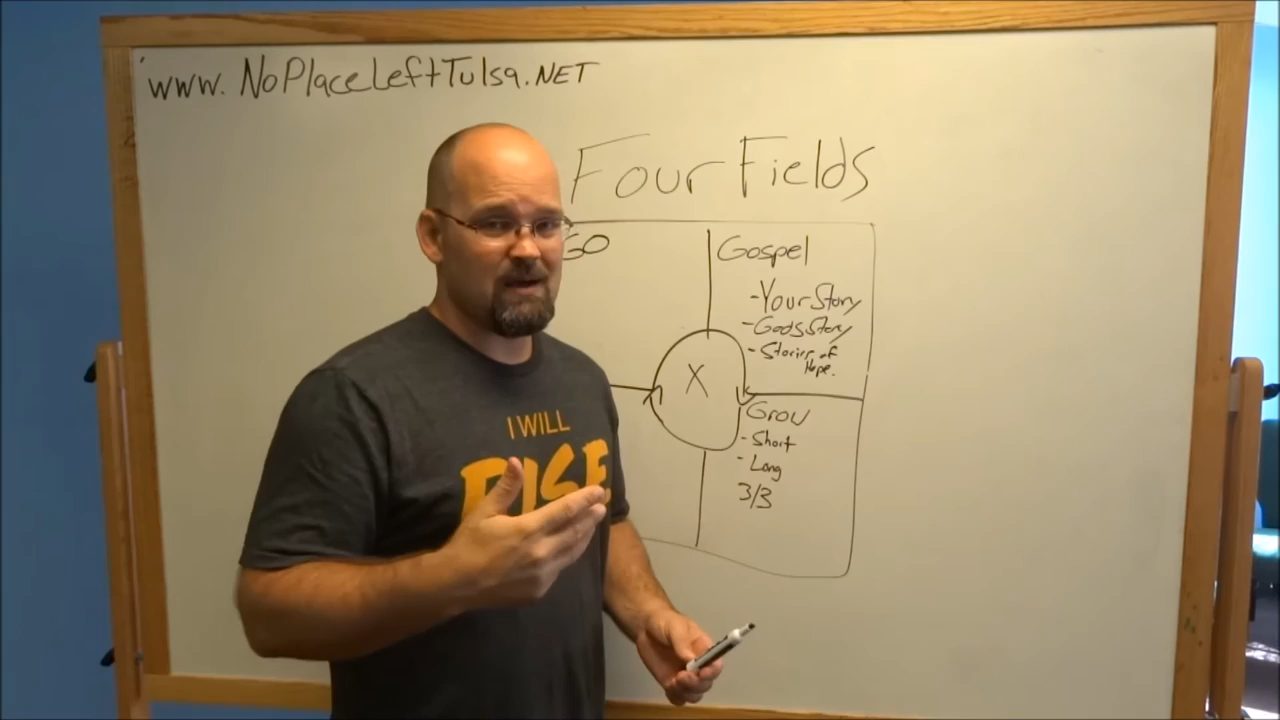 www. NoPlaceLeftTulsa.NET
Four Fields
GO
Gospel
- Your Story
- Gods Story
- Stories of
Hope.
X
Grow
- Short
- Long
3/3
I WILL
RISE